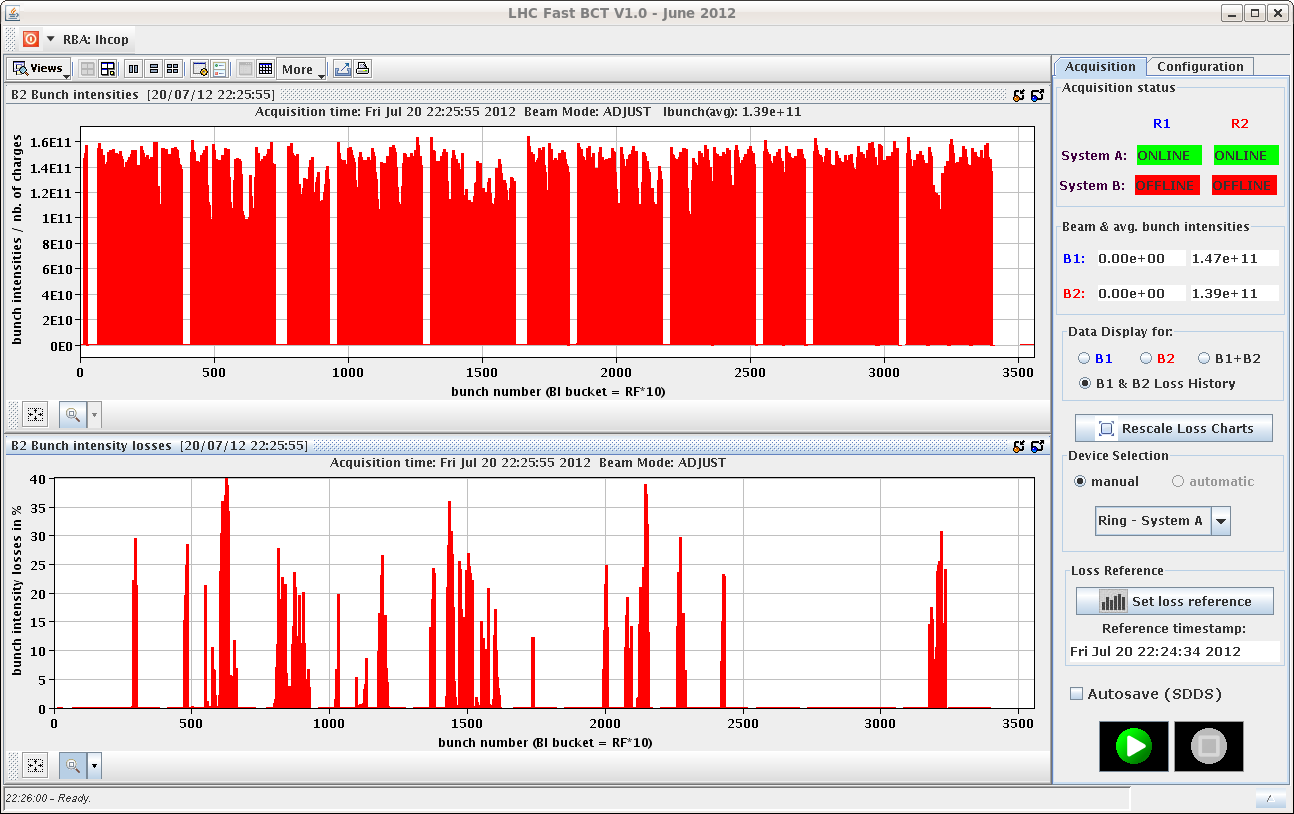 LHC Fast BCT V1.0 - June 2012
RBA: lhcop
Views
More
B2 Bunch intensities [20/07/12 22:25:55]
Acquisition time: Fri Jul 20 22:25:55 2012 Beam Mode: ADJUST Ibunch(avg): 1.39e+11
bunch intensities / nb. of charges
1.6E11
1.4E11
1.2E11
1E11
8E10
6E10
4E10
2E10
0E0
0 500 1000 1500 2000 2500 3000 3500
bunch number (BI bucket = RF*10)
B2 Bunch intensity losses [20/07/12 22:25:55]
Acquisition time: Fri Jul 20 22:25:55 2012 Beam Mode: ADJUST
bunch intensity losses in %
40
35
30
25
20
15
10
5
0
0 500 1000 1500 2000 2500 3000 3500
bunch number (BI bucket = RF*10)
22:26:00 - Ready.
Acquisition Configuration
Acquisition status
R1 R2
System A: ONLINE ONLINE
System B: OFFLINE OFFLINE
Beam & avg. bunch intensities
B1: 0.00e+00 1.47e+11
B2: 0.00e+00 1.39e+11
Data Display for:
B1 B2 B1+B2
B1 & B2 Loss History
Rescale Loss Charts
Device Selection
manual automatic
Ring - System A
Loss Reference
Set loss reference
Reference timestamp:
Fri Jul 20 22:24:34 2012
Autosave (SDDS)